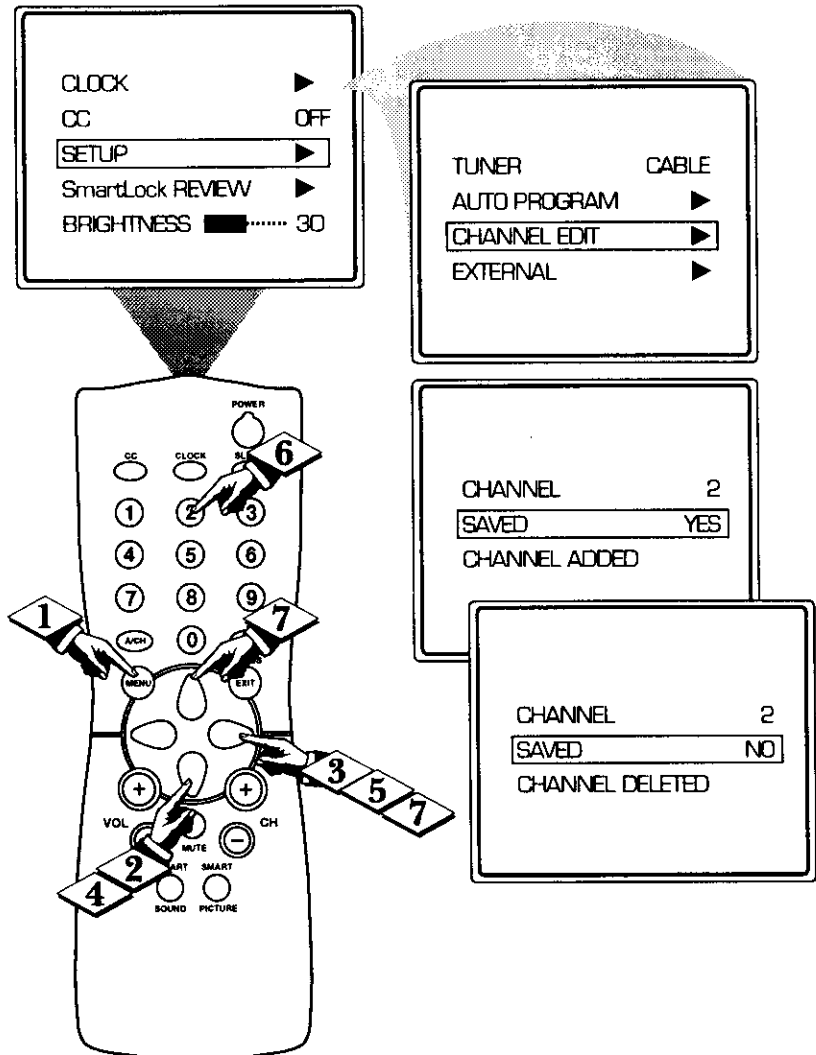 CLOCK ▶
CC OFF
SETUP ▶
SmartLock REVIEW ▶
BRIGHTNESS 30
TUNER CABLE
AUTO PROGRAM ▶
CHANNEL EDIT ▶
EXTERNAL ▶
CHANNEL 2
SAVED YES
CHANNEL ADDED
CHANNEL 2
SAVED NO
CHANNEL DELETED
POWER
CC CLOCK
6
1 2 3
4 5 6
7 8 9
1
7
A/CH 0
MENU EXIT
3 5 7
+ +
VOL CH
MUTE −
2
4
SMART
SOUND PICTURE